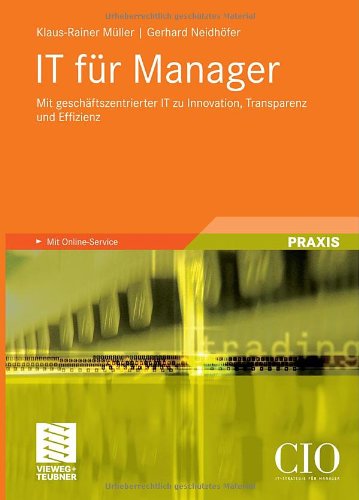 Urheberrechtlich geschütztes Material
Klaus-Rainer Müller | Gerhard Neidhöfer
IT für Manager
Mit geschäftszentrierter IT zu Innovation, Transparenz
und Effizienz
Mit Online-Service
PRAXIS
trading
VIEWEG+
TEUBNER
CIO
IT-STRATEGIE FÜR MANAGER
Urheberrechtlich geschütztes Material